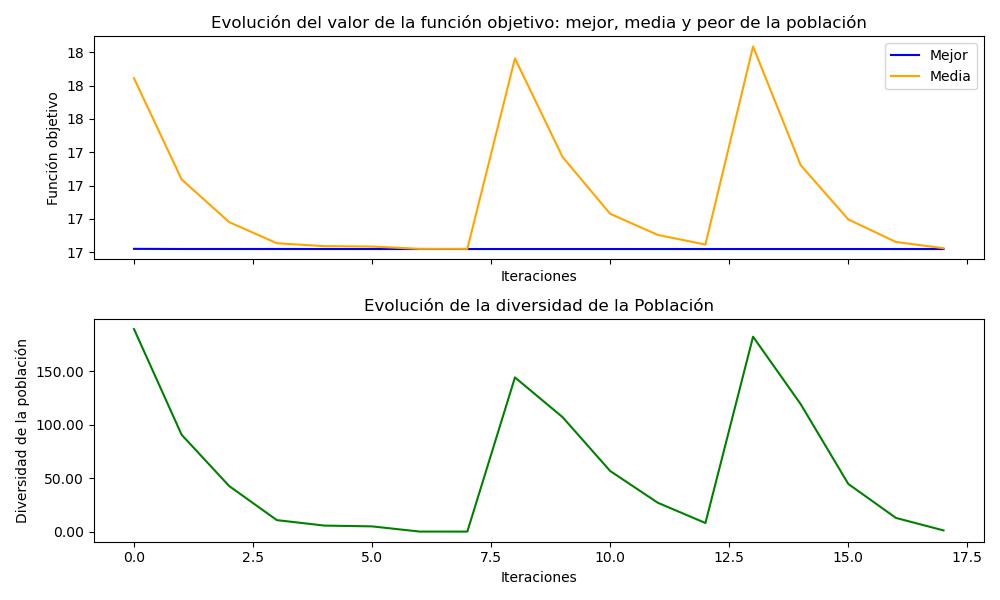 Evolución del valor de la función objetivo: mejor, media y peor de la población
18
18
18
17
17
17
17
Función objetivo
Mejor
Media
Iteraciones
Evolución de la diversidad de la Población
150.00
100.00
50.00
0.00
Diversidad de la población
0.0 2.5 5.0 7.5 10.0 12.5 15.0 17.5
Iteraciones